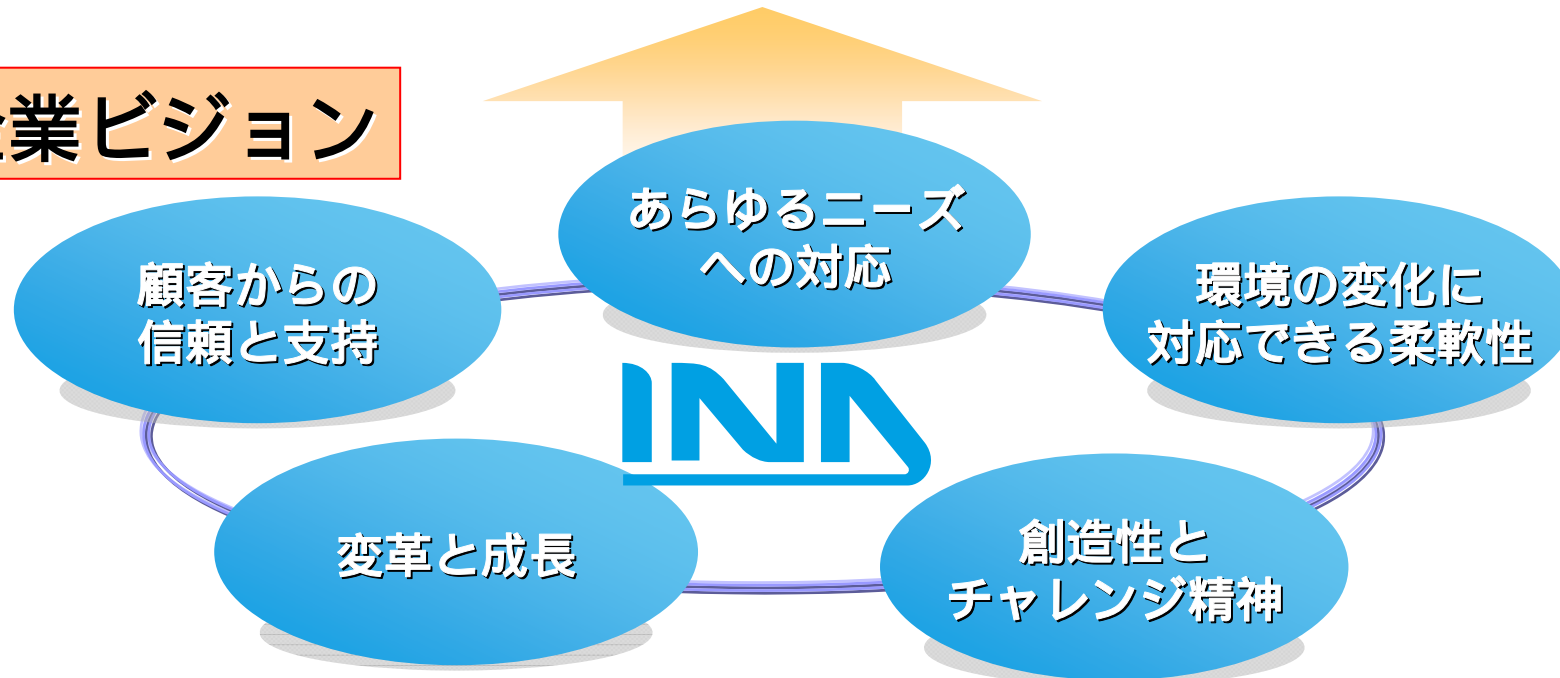 業ビジョン
あらゆるニーズ
への対応
顧客からの
信頼と支持
環境の変化に
対応できる柔軟性
INA
変革と成長
創造性と
チャレンジ精神